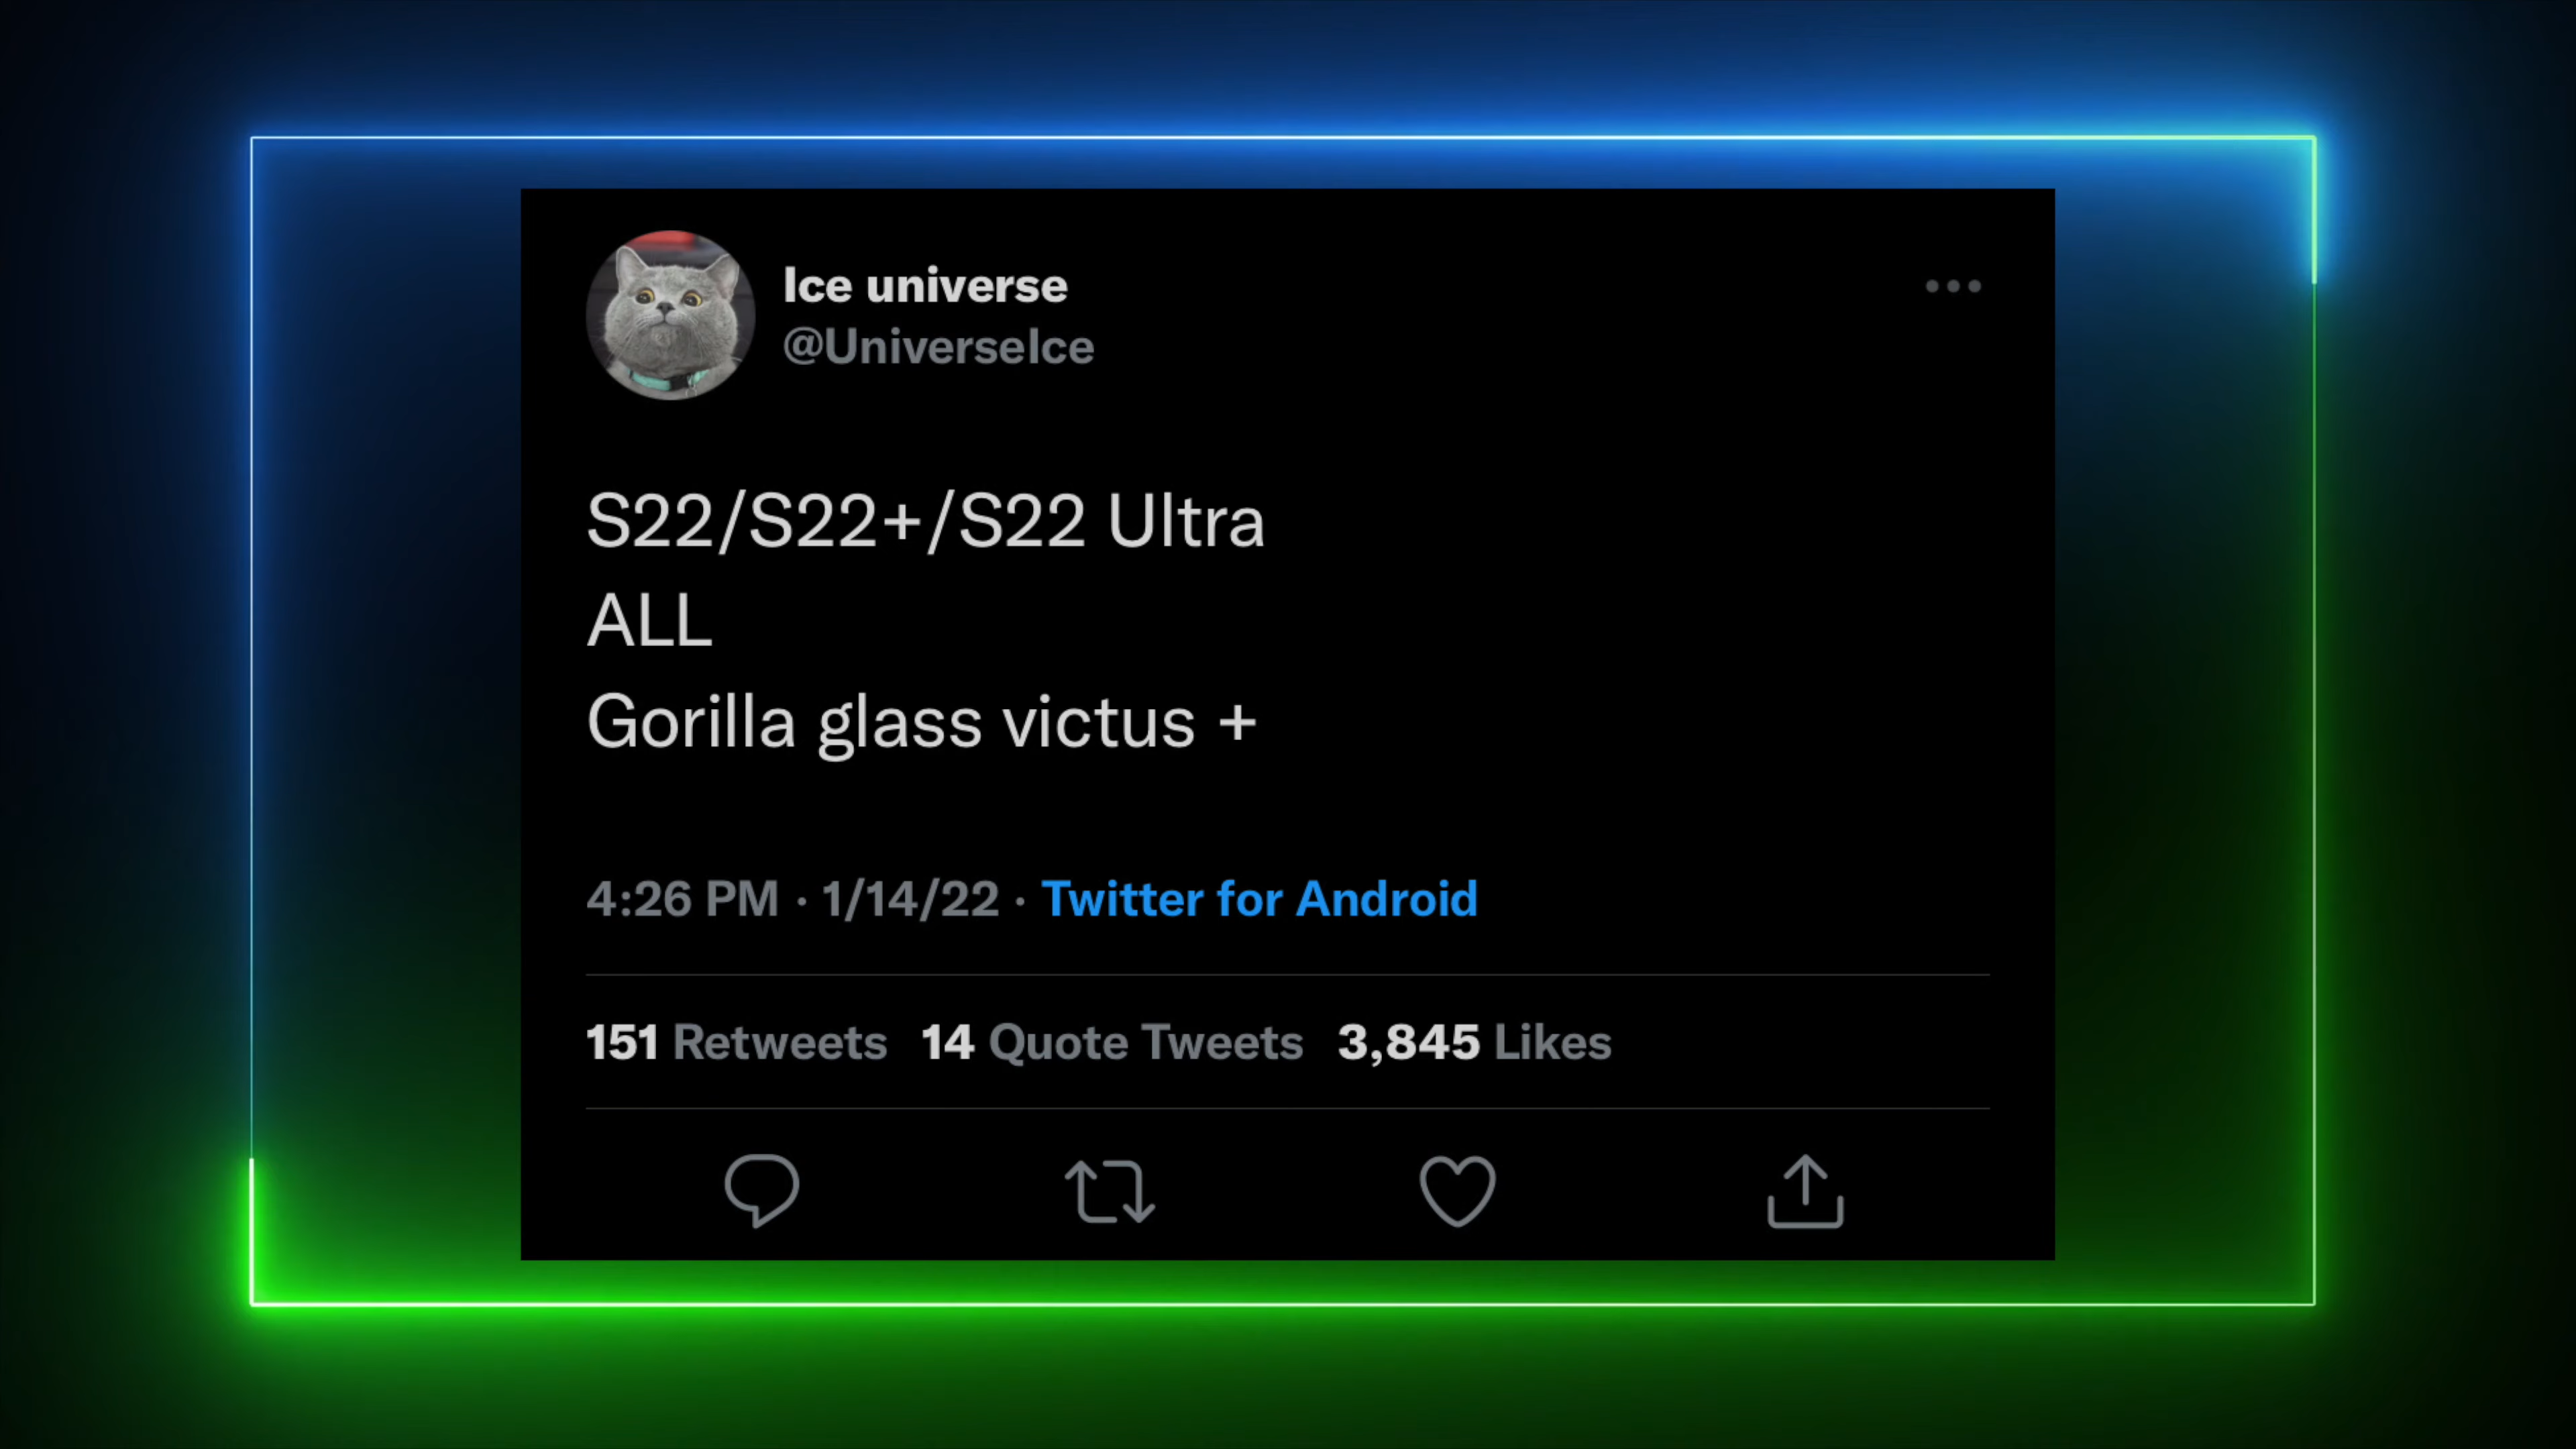 Ice universe
@UniverseIce
S22/S22+/S22 Ultra
ALL
Gorilla glass victus +
4:26 PM · 1/14/22 · Twitter for Android
151 Retweets 14 Quote Tweets 3,845 Likes